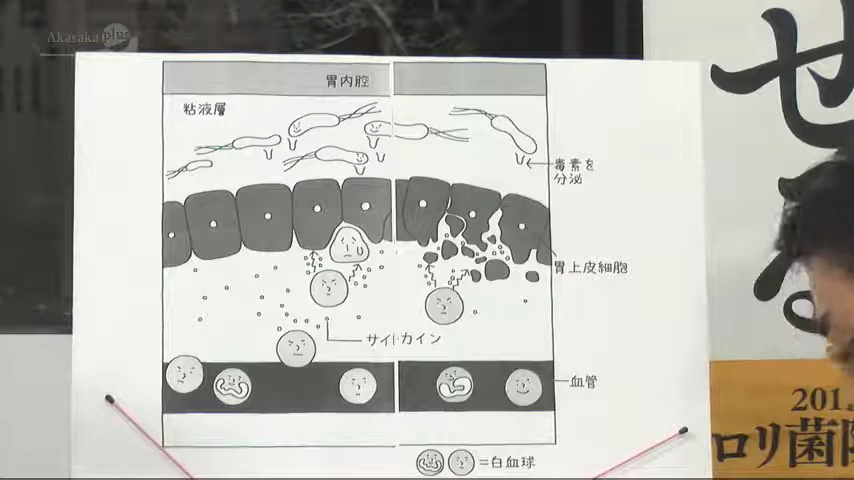 Akasaka plus
胃内腔
粘液層
毒素を
分泌
胃上皮細胞
サイトカイン
血管
=白血球
せ
201
ロリ菌